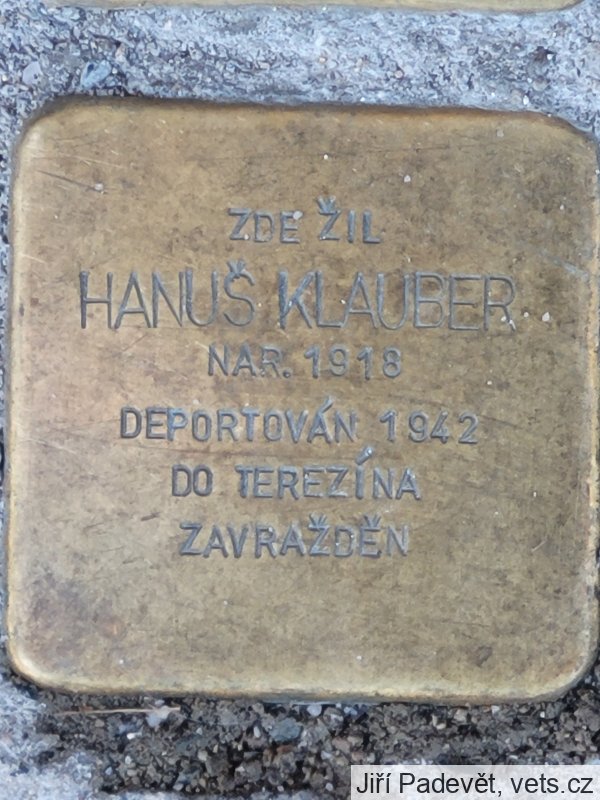 ZDE ŽIL
HANUŠ KLAUBER
NAR. 1918
DEPORTOVÁN 1942
DO TEREZÍNA
ZAVRAŽDĚN
Jiří Padevět, vets.cz